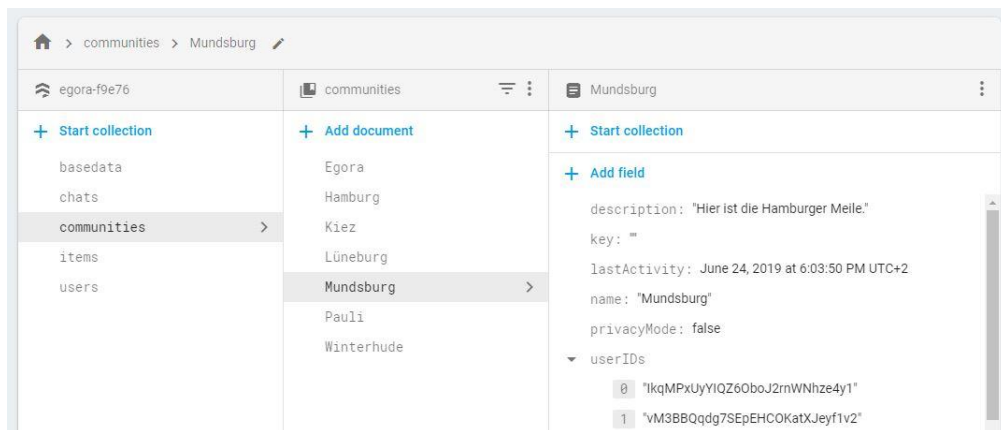 communities > Mundsburg
egora-f9e76
+ Start collection
basedata
chats
communities >
items
users
communities
+ Add document
Egora
Hamburg
Kiez
Lüneburg
Mundsburg >
Pauli
Winterhude
Mundsburg
+ Start collection
+ Add field
description: "Hier ist die Hamburger Meile."
key: ""
lastActivity: June 24, 2019 at 6:03:50 PM UTC+2
name: "Mundsburg"
privacyMode: false
userIDs
0 "IkqMPxUyYIQZ6OboJ2rnWNhze4y1"
1 "vM3BBQqdg7SEpEHCOKatXJeyf1v2"